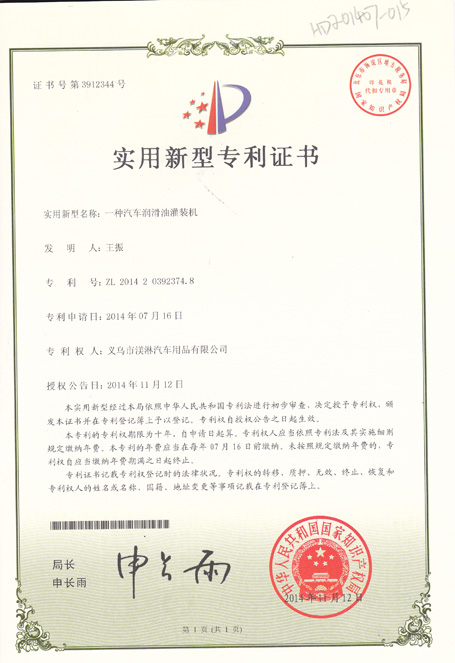 HD201407-015
证书号第3912344号
实用新型专利证书
实用新型名称：一种汽车润滑油灌装机
发明人：王振
专利号：ZL 2014 2 0392374.8
专利申请日：2014年07月16日
专利权人：义乌市渼淋汽车用品有限公司
授权公告日：2014年11月12日
本实用新型经过本局依照中华人民共和国专利法进行初步审查，决定授予专利权，颁
发本证书并在专利登记簿上予以登记。专利权自授权公告之日起生效。
本专利的专利权期限为十年，自申请日起算。专利权人应当依照专利法及其实施细则
规定缴纳年费。本专利的年费应当在每年07月16日前缴纳。未按照规定缴纳年费的，专利
权自应当缴纳年费期满之日起终止。
专利证书记载专利权登记时的法律状况。专利权的转移、质押、无效、终止、恢复和
专利权人的姓名或名称、国籍、地址变更等事项记载在专利登记簿上。
局长
申长雨
申长雨
中华人民共和国国家知识产权局
2014年11月12日
第1页(共1页)